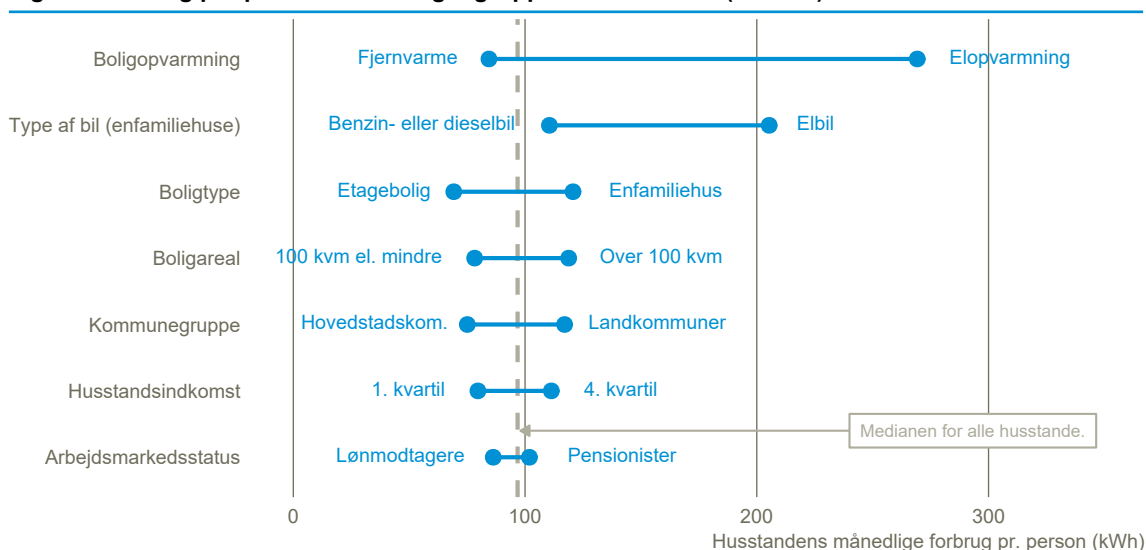 Boligopvarmning Fjernvarme Elopvarmning
Type af bil (enfamiliehuse) Benzin- eller dieselbil Elbil
Boligtype Etagebolig Enfamiliehus
Boligareal 100 kvm el. mindre Over 100 kvm
Kommunegruppe Hovedstadskom. Landkommuner
Husstandsindkomst 1. kvartil 4. kvartil
Medianen for alle husstande.
Arbejdsmarkedsstatus Lønmodtagere Pensionister
0 100 200 300
Husstandens månedlige forbrug pr. person (kWh)